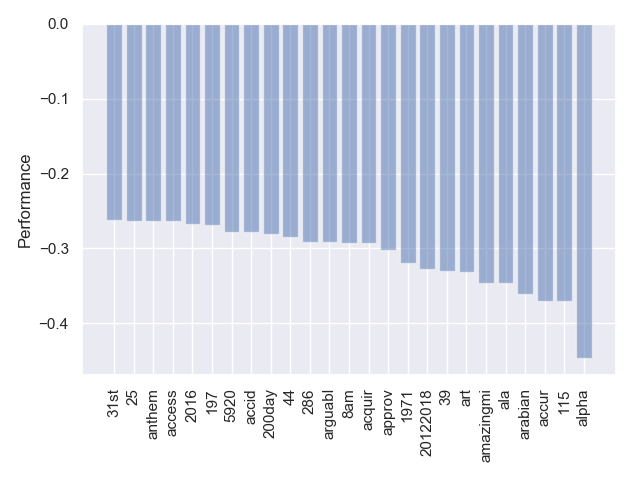 0.0
−0.1
−0.2
−0.3
−0.4
Performance
31st
25
anthem
access
2016
197
5920
accid
200day
44
286
arguabl
8am
acquir
approv
1971
20122018
39
art
amazingmi
ala
arabian
accur
115
alpha